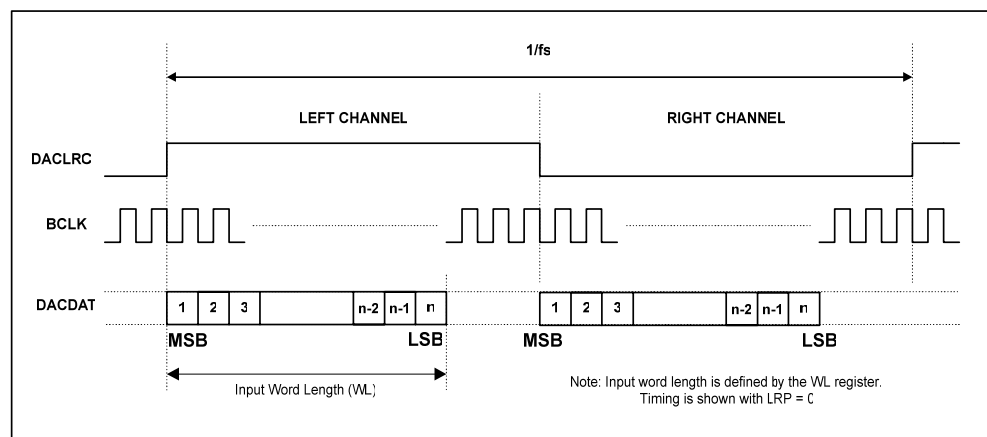 1/fs
LEFT CHANNEL RIGHT CHANNEL
DACLRC
BCLK
DACDAT 1 2 3 n-2 n-1 n 1 2 3 n-2 n-1 n
MSB LSB MSB LSB
Input Word Length (WL)
Note: Input word length is defined by the WL register.
Timing is shown with LRP = 0